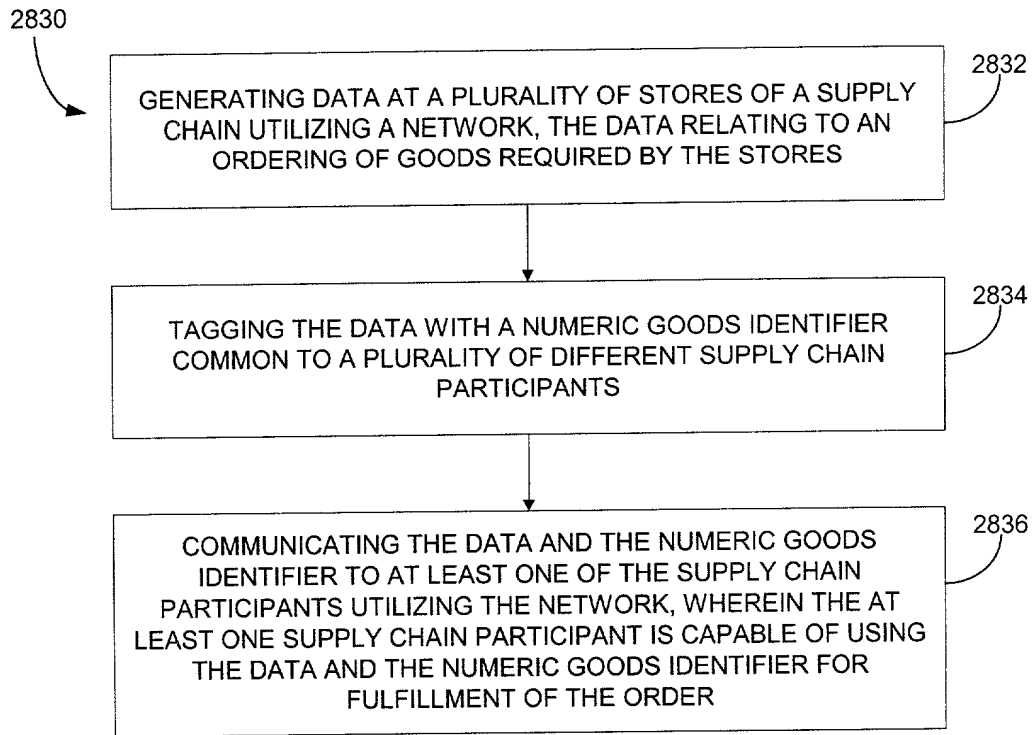 2830
2832
GENERATING DATA AT A PLURALITY OF STORES OF A SUPPLY
CHAIN UTILIZING A NETWORK, THE DATA RELATING TO AN
ORDERING OF GOODS REQUIRED BY THE STORES
2834
TAGGING THE DATA WITH A NUMERIC GOODS IDENTIFIER
COMMON TO A PLURALITY OF DIFFERENT SUPPLY CHAIN
PARTICIPANTS
2836
COMMUNICATING THE DATA AND THE NUMERIC GOODS
IDENTIFIER TO AT LEAST ONE OF THE SUPPLY CHAIN
PARTICIPANTS UTILIZING THE NETWORK, WHEREIN THE AT
LEAST ONE SUPPLY CHAIN PARTICIPANT IS CAPABLE OF USING
THE DATA AND THE NUMERIC GOODS IDENTIFIER FOR
FULFILLMENT OF THE ORDER